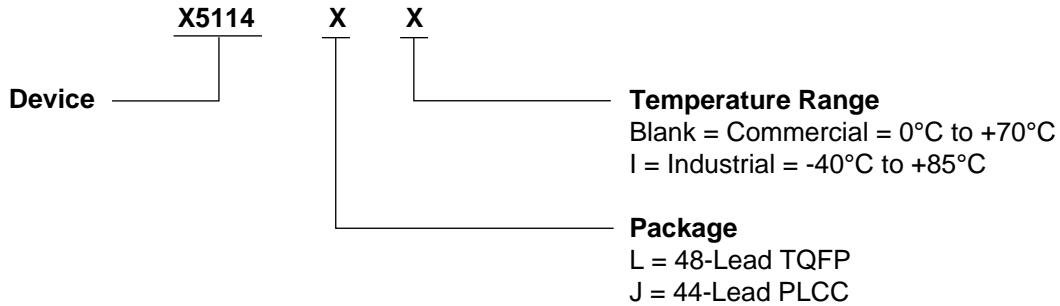 X5114 X X
Device
Temperature Range
Blank = Commercial = 0°C to +70°C
I = Industrial = -40°C to +85°C
Package
L = 48-Lead TQFP
J = 44-Lead PLCC